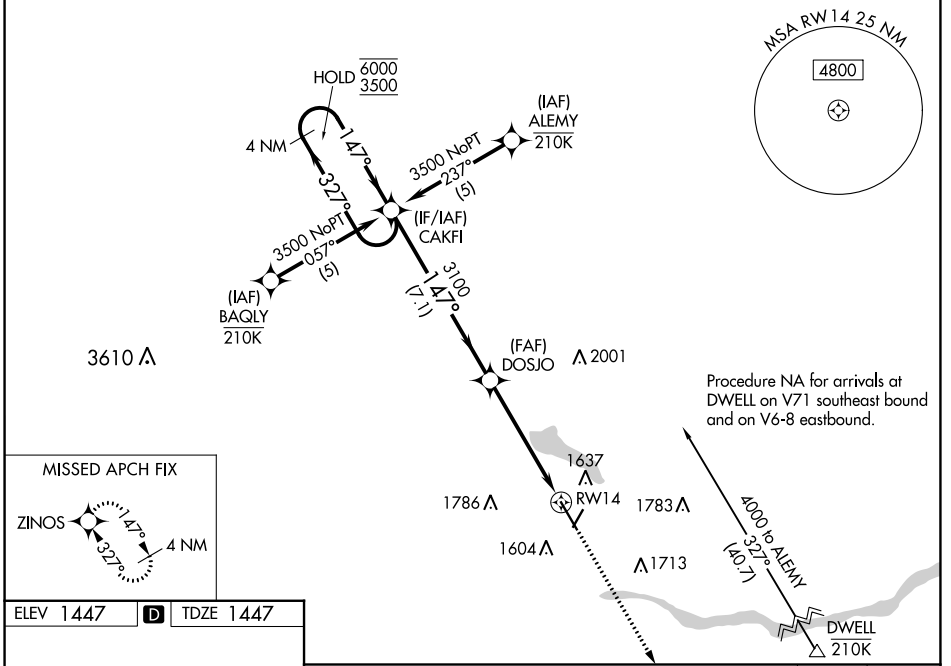 MSA RW14 25 NM
4800
HOLD
6000
3500
4 NM
147°
327°
(IAF)
ALEMY
210K
3500 NoPT
237°
(5)
(IF/IAF)
CAKFI
3500 NoPT
057°
(5)
(IAF)
BAQLY
210K
3100
147°
(7.1)
3610
(FAF)
DOSJO
2001
Procedure NA for arrivals at
DWELL on V71 southeast bound
and on V6-8 eastbound.
1637
RW14
1786
1783
1604
1713
4000 to ALEMY
327°
(40.7)
DWELL
210K
MISSED APCH FIX
ZINOS
147°
327°
4 NM
ELEV 1447
D
TDZE 1447